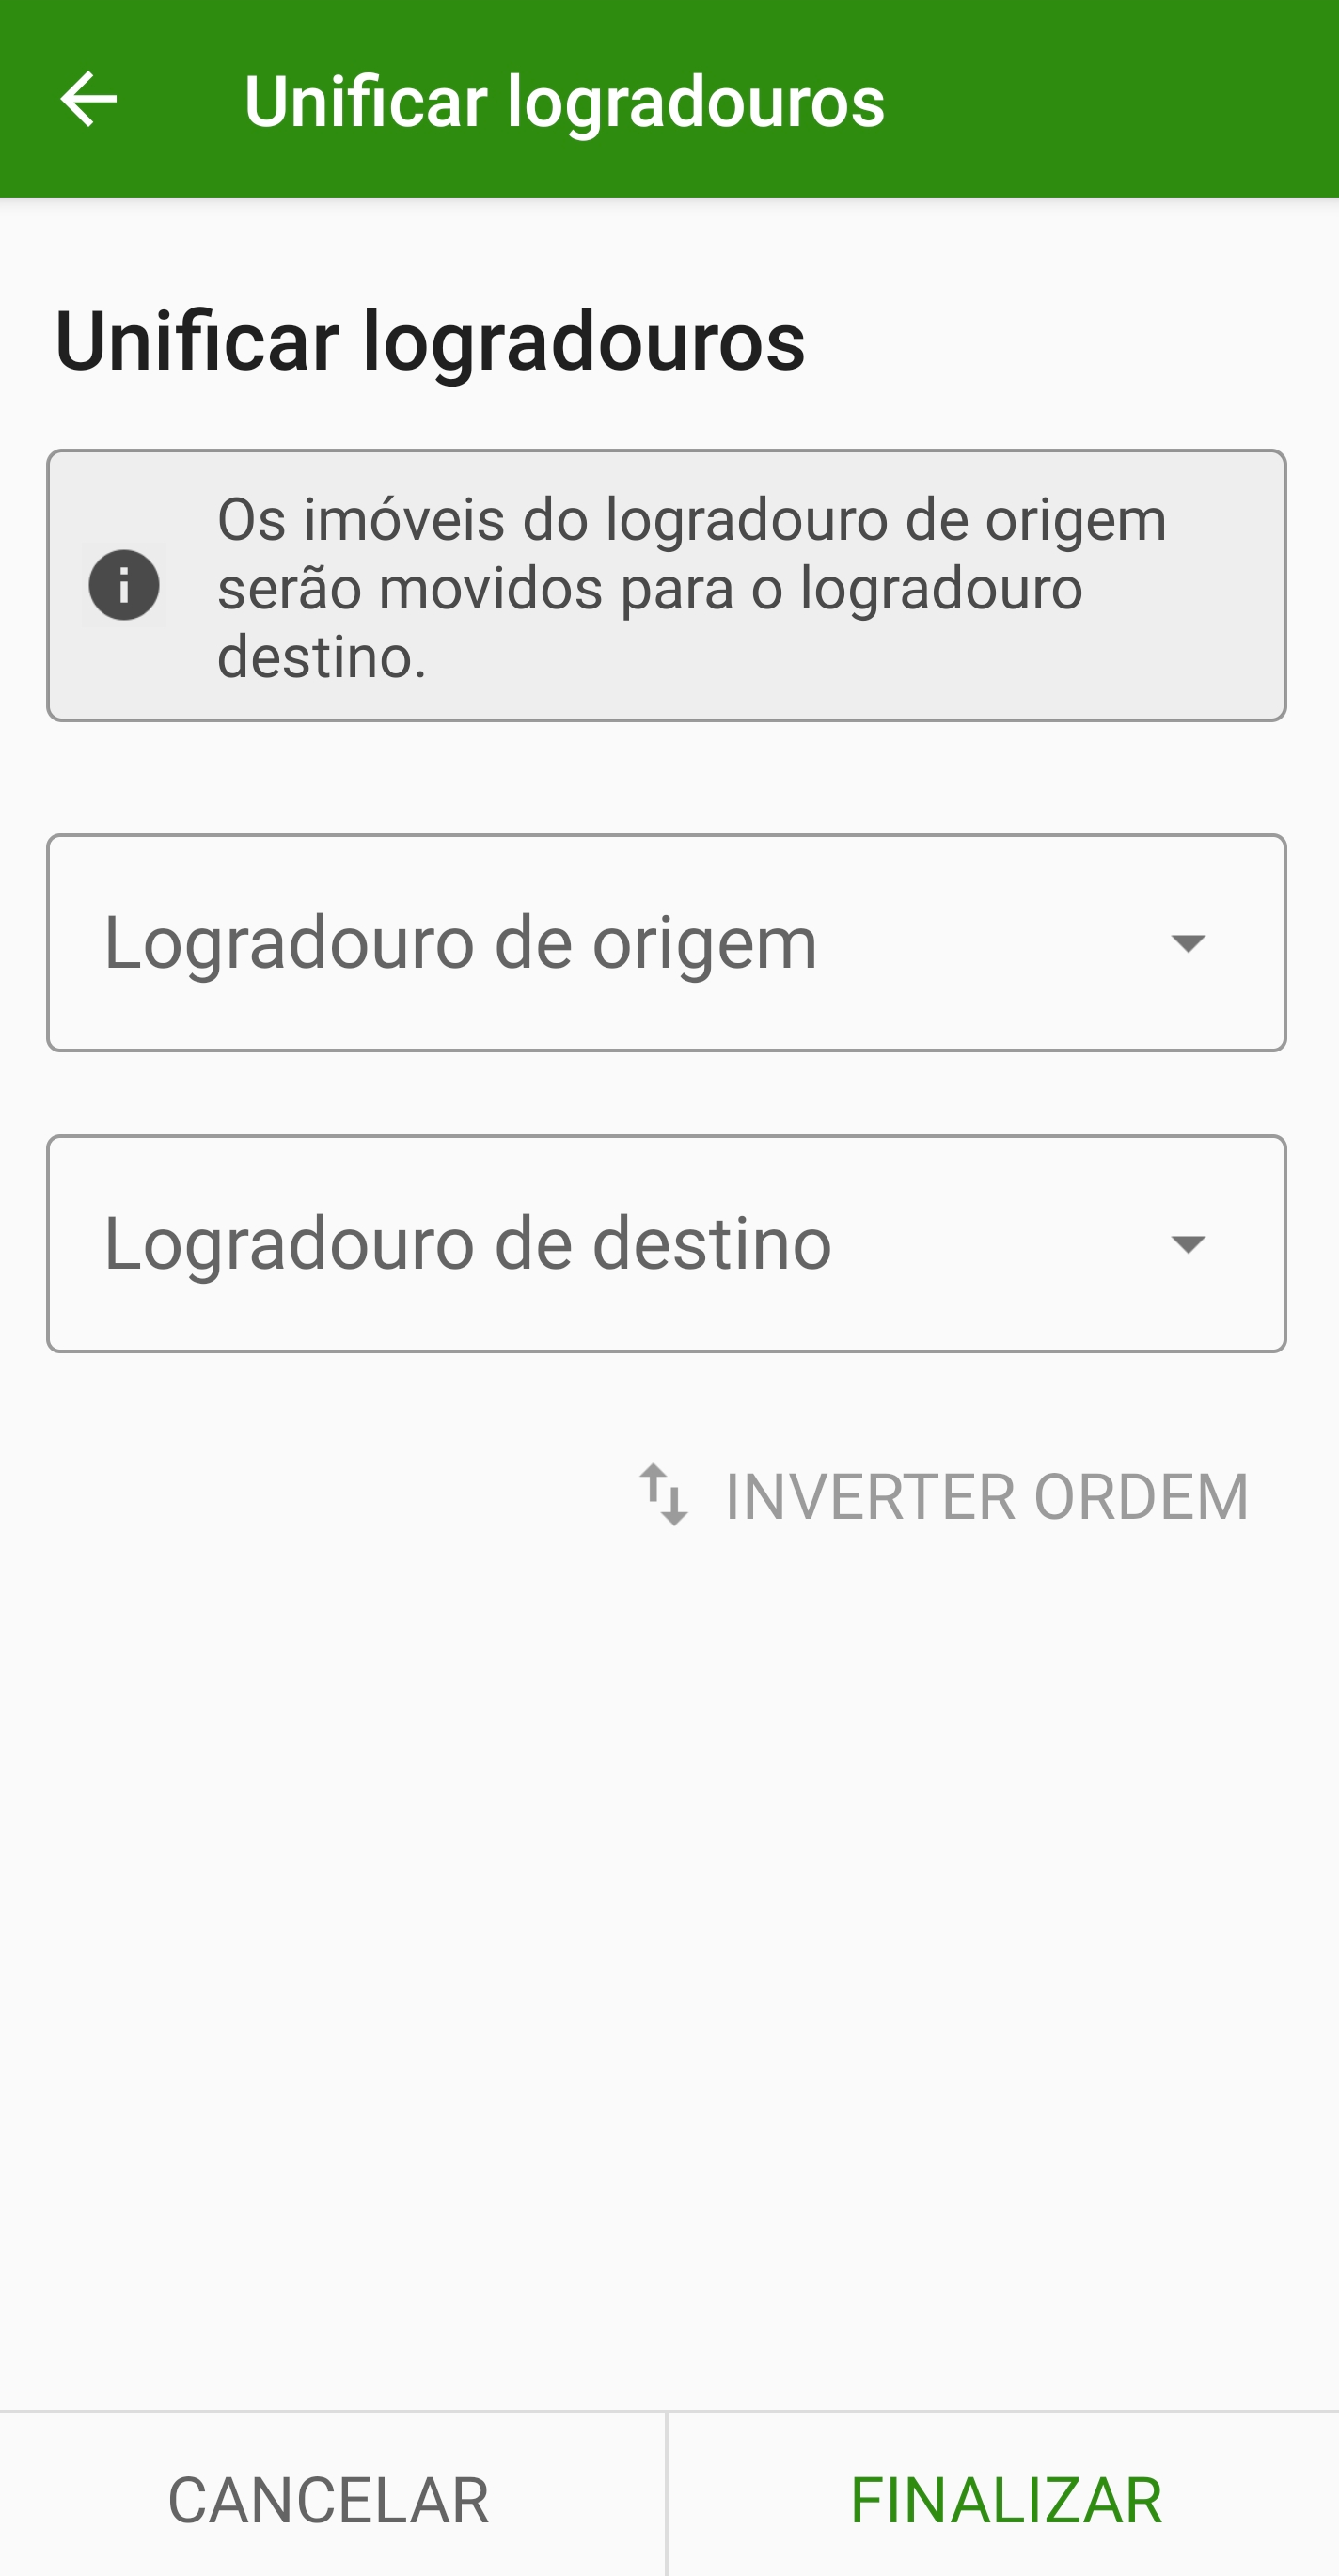 Unificar logradouros
Unificar logradouros
Os imóveis do logradouro de origem
serão movidos para o logradouro
destino.
Logradouro de origem
Logradouro de destino
INVERTER ORDEM
CANCELAR
FINALIZAR